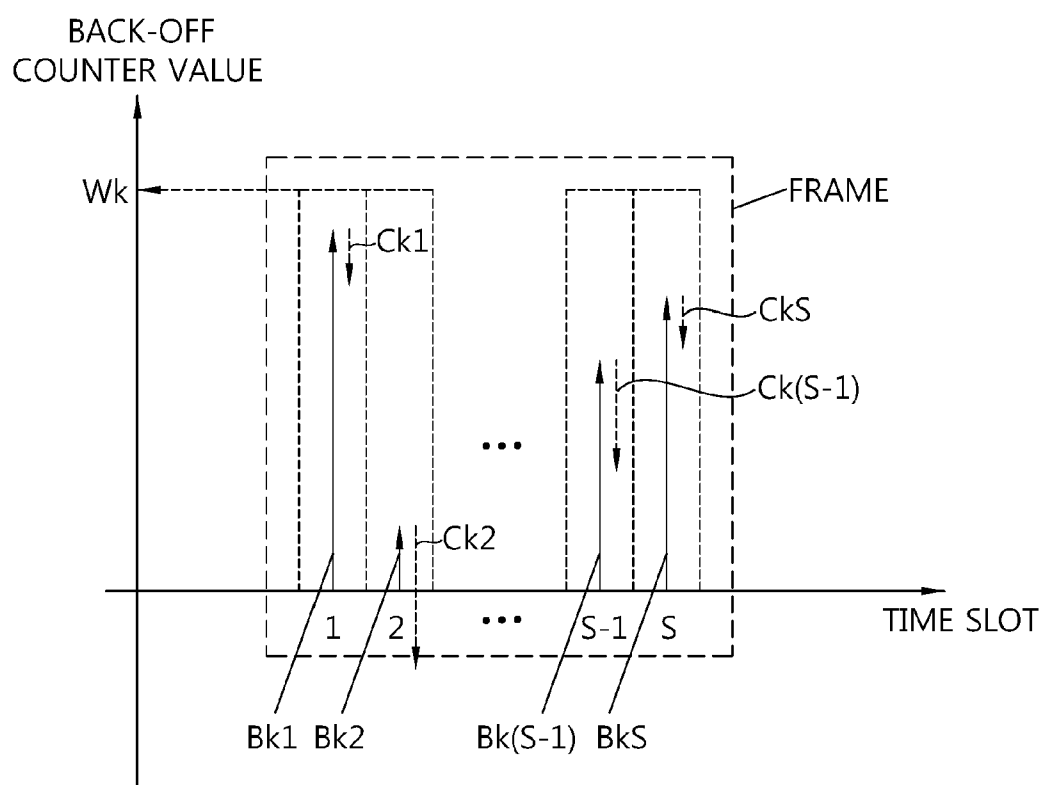 BACK-OFF
COUNTER VALUE
Wk
FRAME
Ck1
CkS
Ck(S-1)
...
Ck2
1
2
...
S-1
S
TIME SLOT
Bk1
Bk2
Bk(S-1)
BkS